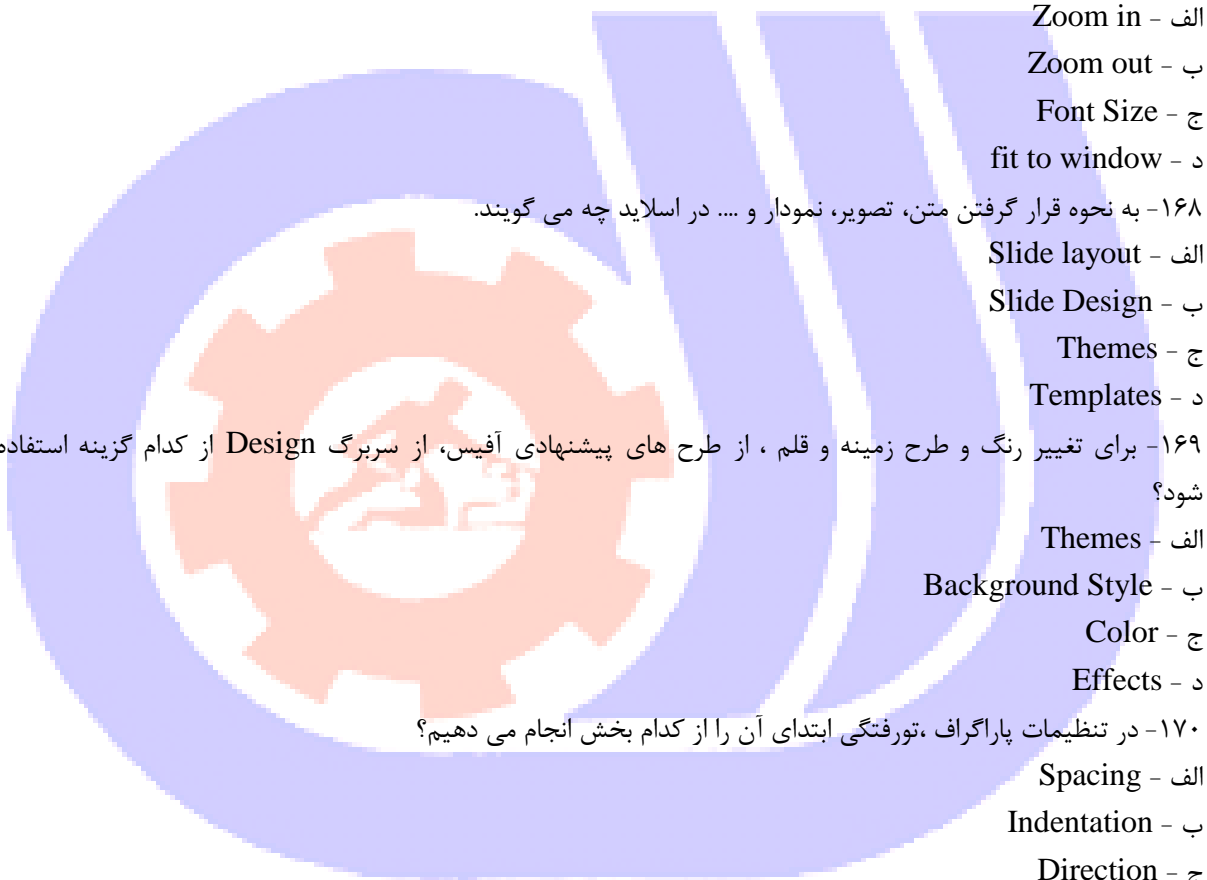 الف - Zoom in
ب - Zoom out
ج - Font Size
د - fit to window
۱۶۸- به نحوه قرار گرفتن متن، تصویر، نمودار و .... در اسلاید چه می گویند.
الف - Slide layout
ب - Slide Design
ج - Themes
د - Templates
۱۶۹- برای تغییر رنگ و طرح زمینه و قلم ، از طرح های پیشنهادی آفیس، از سربرگ Design از کدام گزینه استفاده
شود؟
الف - Themes
ب - Background Style
ج - Color
د - Effects
۱۷۰- در تنظیمات پاراگراف ،تورفتگی ابتدای آن را از کدام بخش انجام می دهیم؟
الف - Spacing
ب - Indentation
ج - Direction